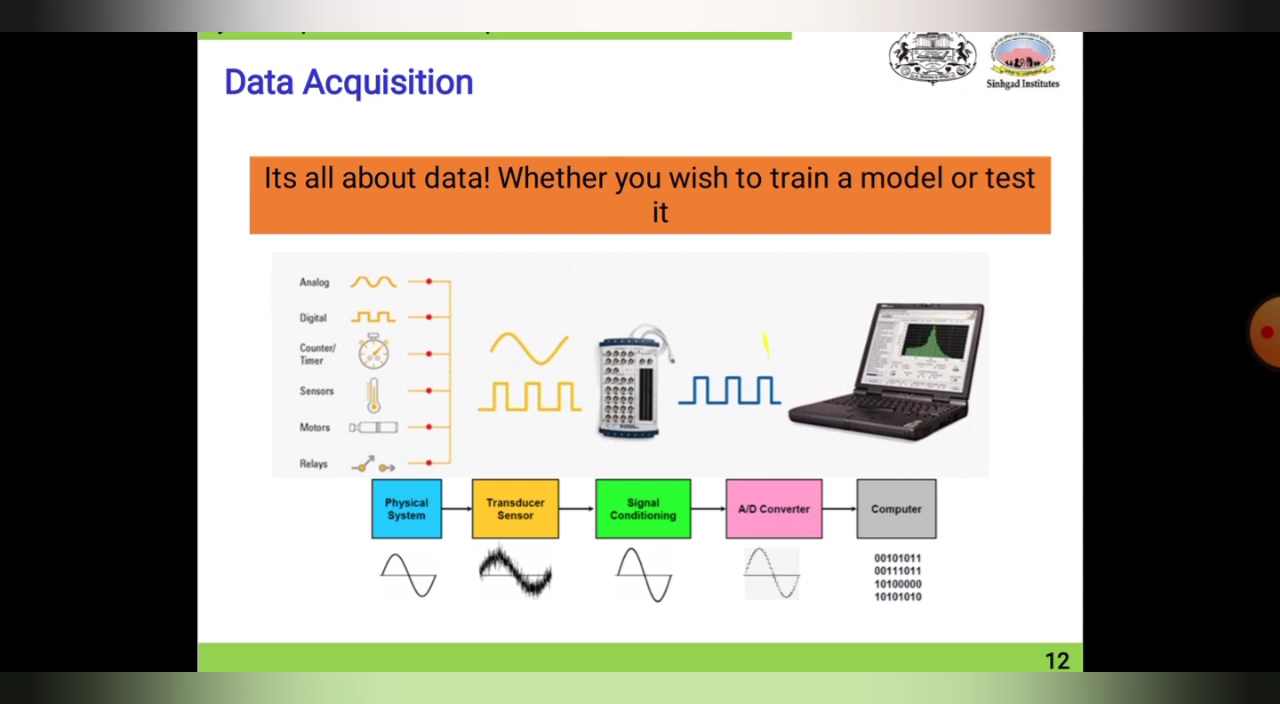 Data Acquisition
Sinhgad Institutes
Its all about data! Whether you wish to train a model or test
it
Analog
Digital
Counter/
Timer
Sensors
Motors
Relays
Physical
System
Transducer
Sensor
Signal
Conditioning
A/D Converter
Computer
00101011
00111011
10100000
10101010
12